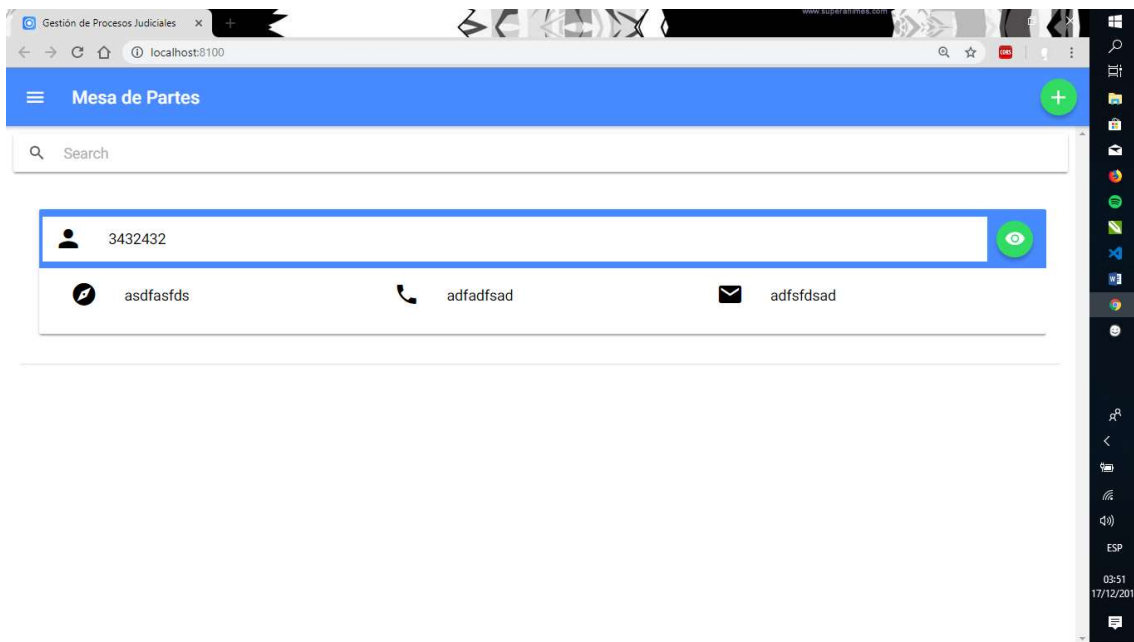 Gestión de Procesos Judiciales
www.superanimes.com
localhost:8100
CORS
Mesa de Partes
Search
3432432
asdfasfds
adfadfsad
adfsfdsad
ESP
03:51
17/12/201